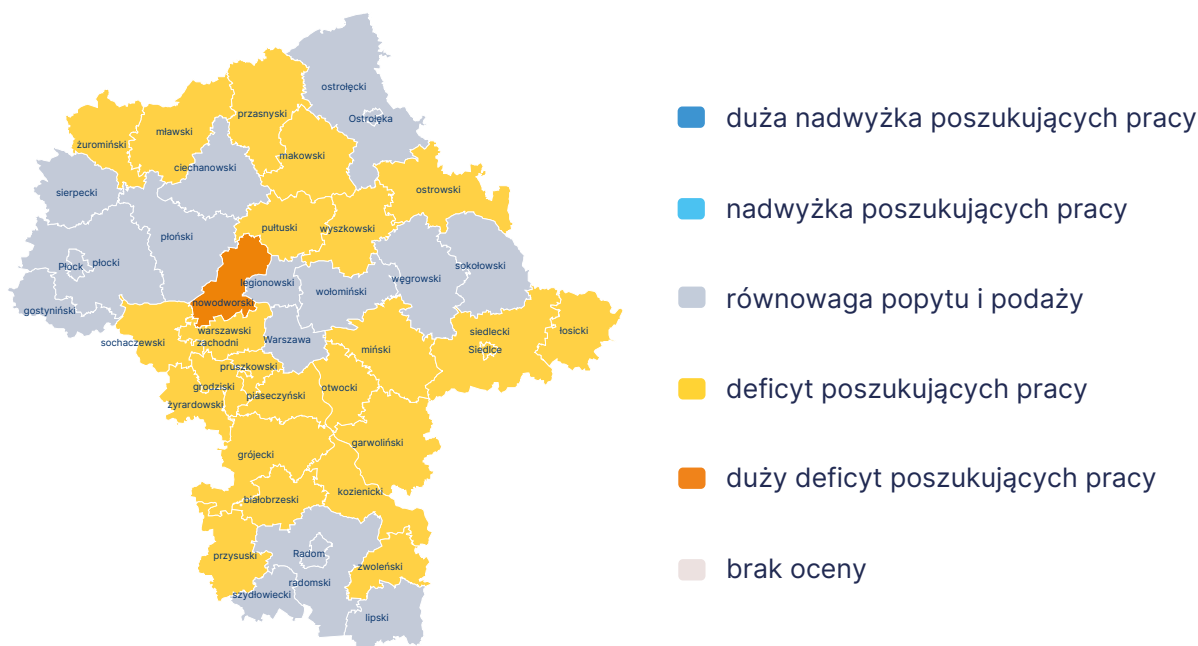 ostrołęcki
Ostrołęka
przasnyski
mławski
żuromiński
makowski
ciechanowski
sierpecki
ostrowski
pułtuski
wyszkowski
płoński
Płock
płocki
sokołowski
węgrowski
legionowski
wołomiński
nowodworski
gostyniński
sochaczewski
warszawski
zachodni
Warszawa
siedlecki
Siedlce
łosicki
miński
pruszkowski
grodziski
piaseczyński
otwocki
żyrardowski
garwoliński
grójecki
kozienicki
białobrzeski
przysuski
Radom
zwoleński
radomski
szydłowiecki
lipski
duża nadwyżka poszukujących pracy
nadwyżka poszukujących pracy
równowaga popytu i podaży
deficyt poszukujących pracy
duży deficyt poszukujących pracy
brak oceny